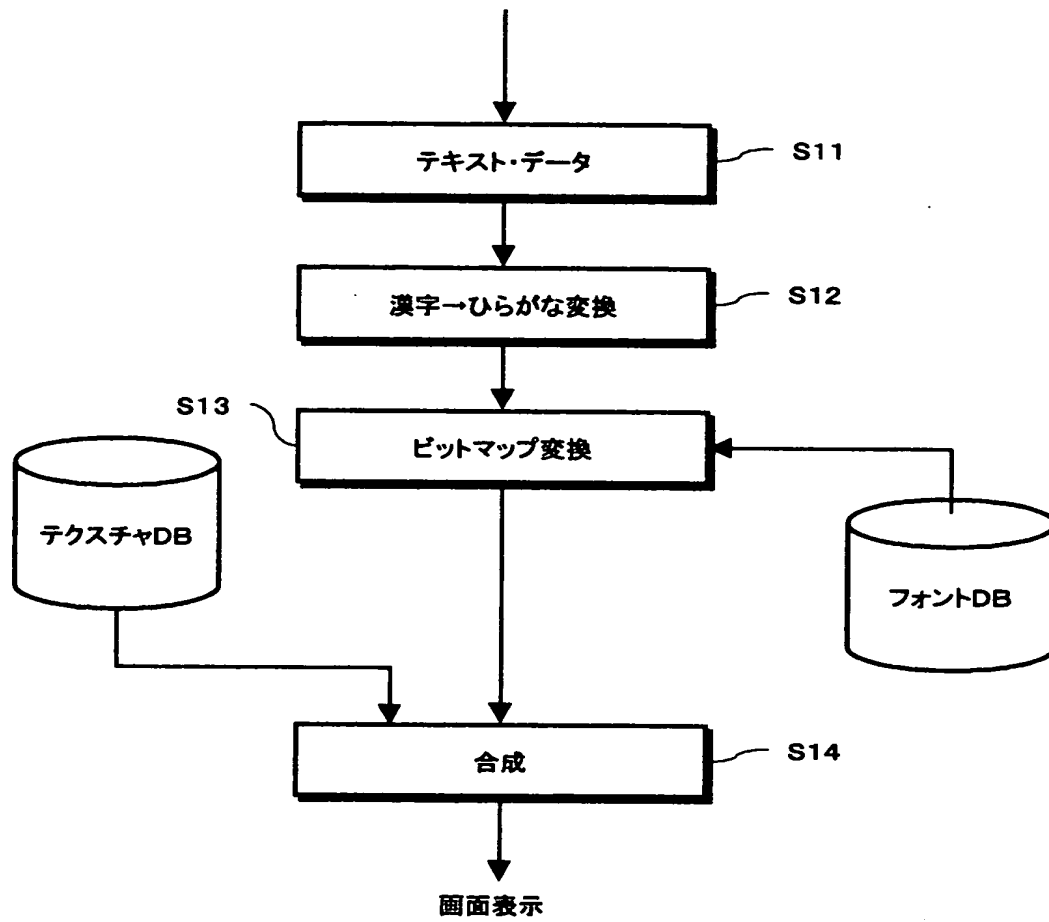 テキスト・データ
S11
漢字→ひらがな変換
S12
S13
ビットマップ変換
テクスチャDB
フォントDB
合成
S14
画面表示